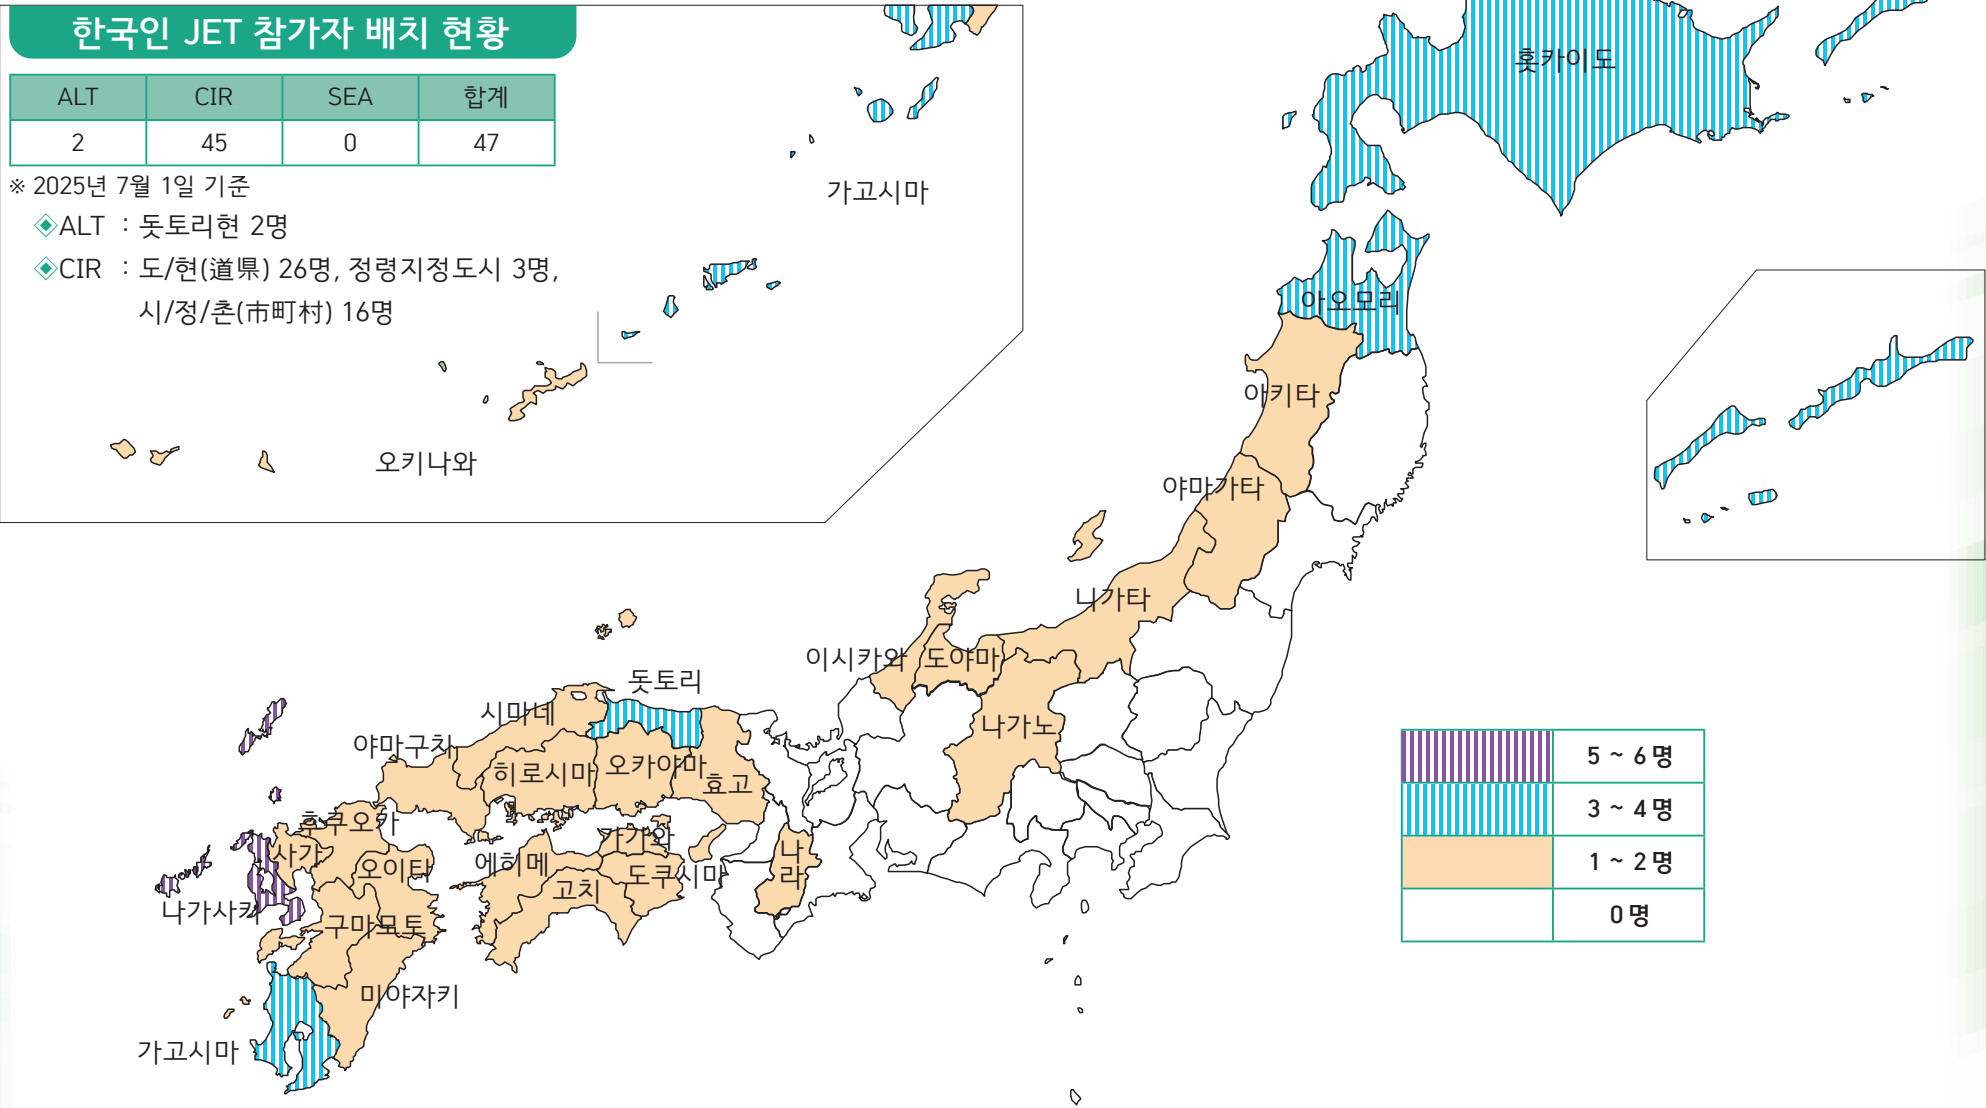 한국인 JET 참가자 배치 현황
ALT CIR SEA 합계
2 45 0 47
※ 2025년 7월 1일 기준
◈ALT : 돗토리현 2명
◈CIR : 도/현(道県) 26명, 정령지정도시 3명,
시/정/촌(市町村) 16명
홋카이도
가고시마
아오모리
아키타
오키나와
야마가타
니가타
이시카와 도야마
돗토리
시마네
나가노
야마구치
히로시마 오카야마 효고
후쿠오카
가가와
사가
오이타
에히메
도쿠시마
나라
고치
나가사키
구마모토
미야자키
가고시마
5 ~ 6 명
3 ~ 4 명
1 ~ 2 명
0 명